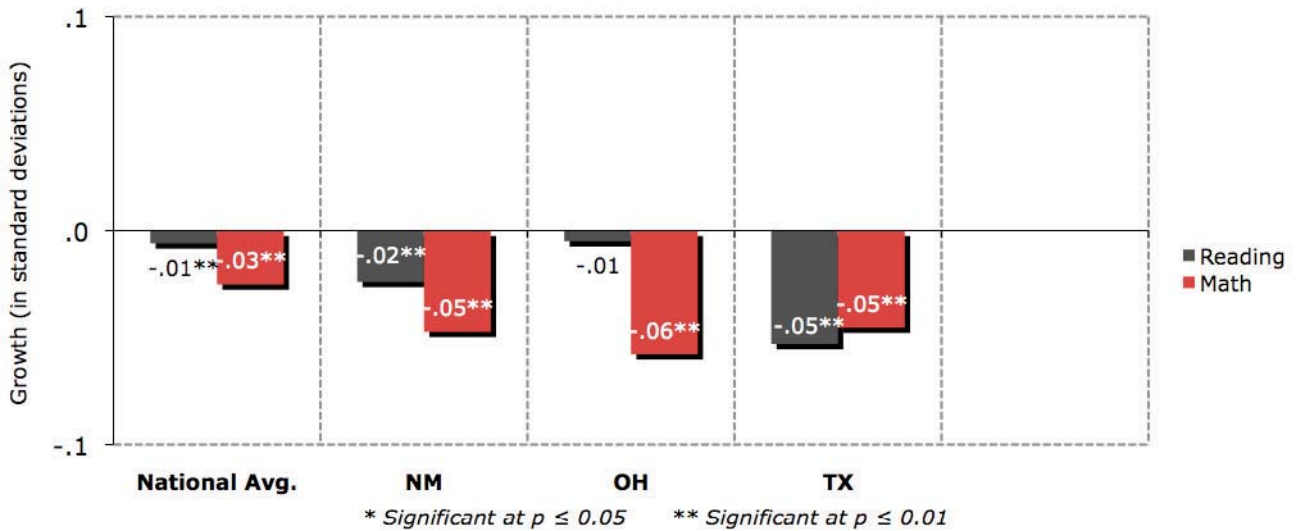 Growth (in standard deviations)
.1
.0
-.1
-.01**
-.03**
-.02**
-.05**
-.01
-.06**
-.05**
-.05**
Reading
Math
National Avg. NM OH TX
* Significant at p ≤ 0.05 ** Significant at p ≤ 0.01